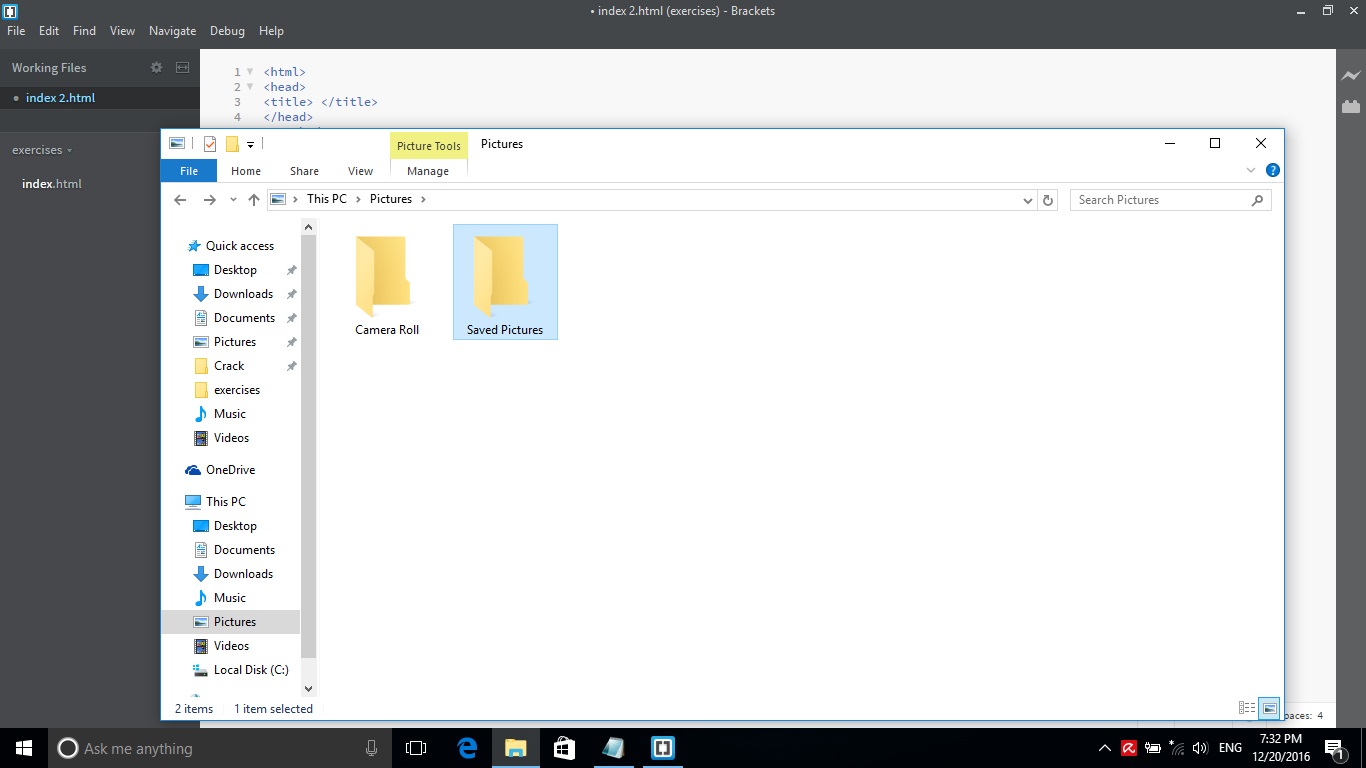 • index 2.html (exercises) - Brackets
File Edit Find View Navigate Debug Help
Working Files
• index 2.html
exercises
index.html
1 <html>
2 <head>
3 <title> </title>
4 </head>
Picture Tools Pictures
File Home Share View Manage
This PC Pictures
Search Pictures
Quick access
Desktop
Downloads
Documents
Pictures
Crack
exercises
Music
Videos
OneDrive
This PC
Desktop
Documents
Downloads
Music
Pictures
Videos
Local Disk (C:)
Camera Roll
Saved Pictures
2 items 1 item selected
paces: 4
Ask me anything
ENG
7:32 PM
12/20/2016
1